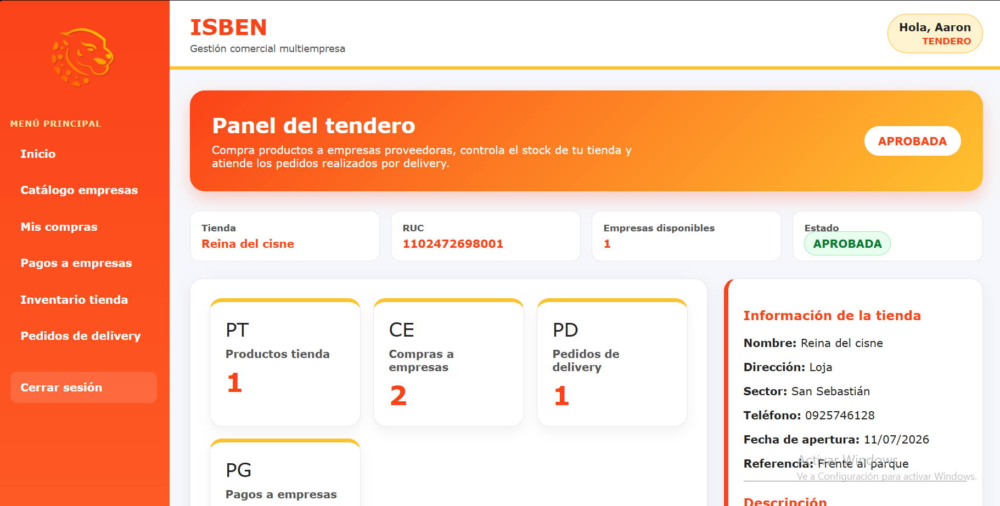 MENÚ PRINCIPAL
Inicio
Catálogo empresas
Mis compras
Pagos a empresas
Inventario tienda
Pedidos de delivery
Cerrar sesión
ISBEN
Gestión comercial multiempresa
Hola, Aaron
TENDERO
Panel del tendero
Compra productos a empresas proveedoras, controla el stock de tu tienda y
atiende los pedidos realizados por delivery.
APROBADA
Tienda
Reina del cisne
RUC
1102472698001
Empresas disponibles
1
Estado
APROBADA
PT
Productos tienda
1
CE
Compras a
empresas
2
PD
Pedidos de
delivery
1
PG
Pagos a empresas
Información de la tienda
Nombre: Reina del cisne
Dirección: Loja
Sector: San Sebastián
Teléfono: 0925746128
Fecha de apertura: 11/07/2026
Referencia: Frente al parque
Activar Windows
Ve a Configuración para activar Windows.
Descripción